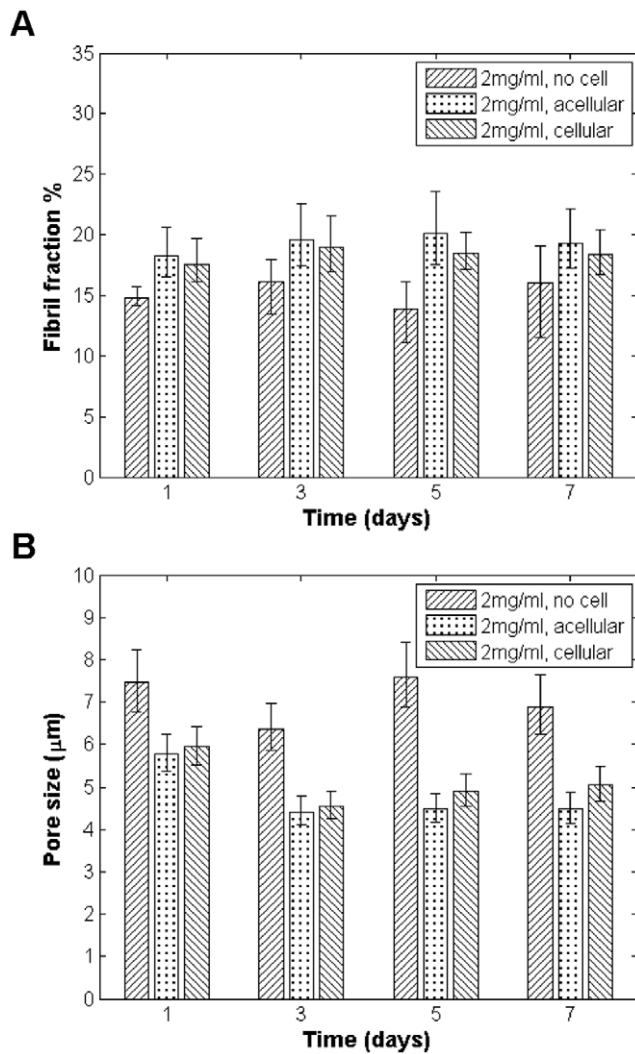 A
35
30
25
20
15
10
5
0
Fibril fraction %
2mg/ml, no cell
2mg/ml, acellular
2mg/ml, cellular
1 3 5 7
Time (days)
B
10
9
8
7
6
5
4
3
2
1
0
Pore size (μm)
2mg/ml, no cell
2mg/ml, acellular
2mg/ml, cellular
1 3 5 7
Time (days)